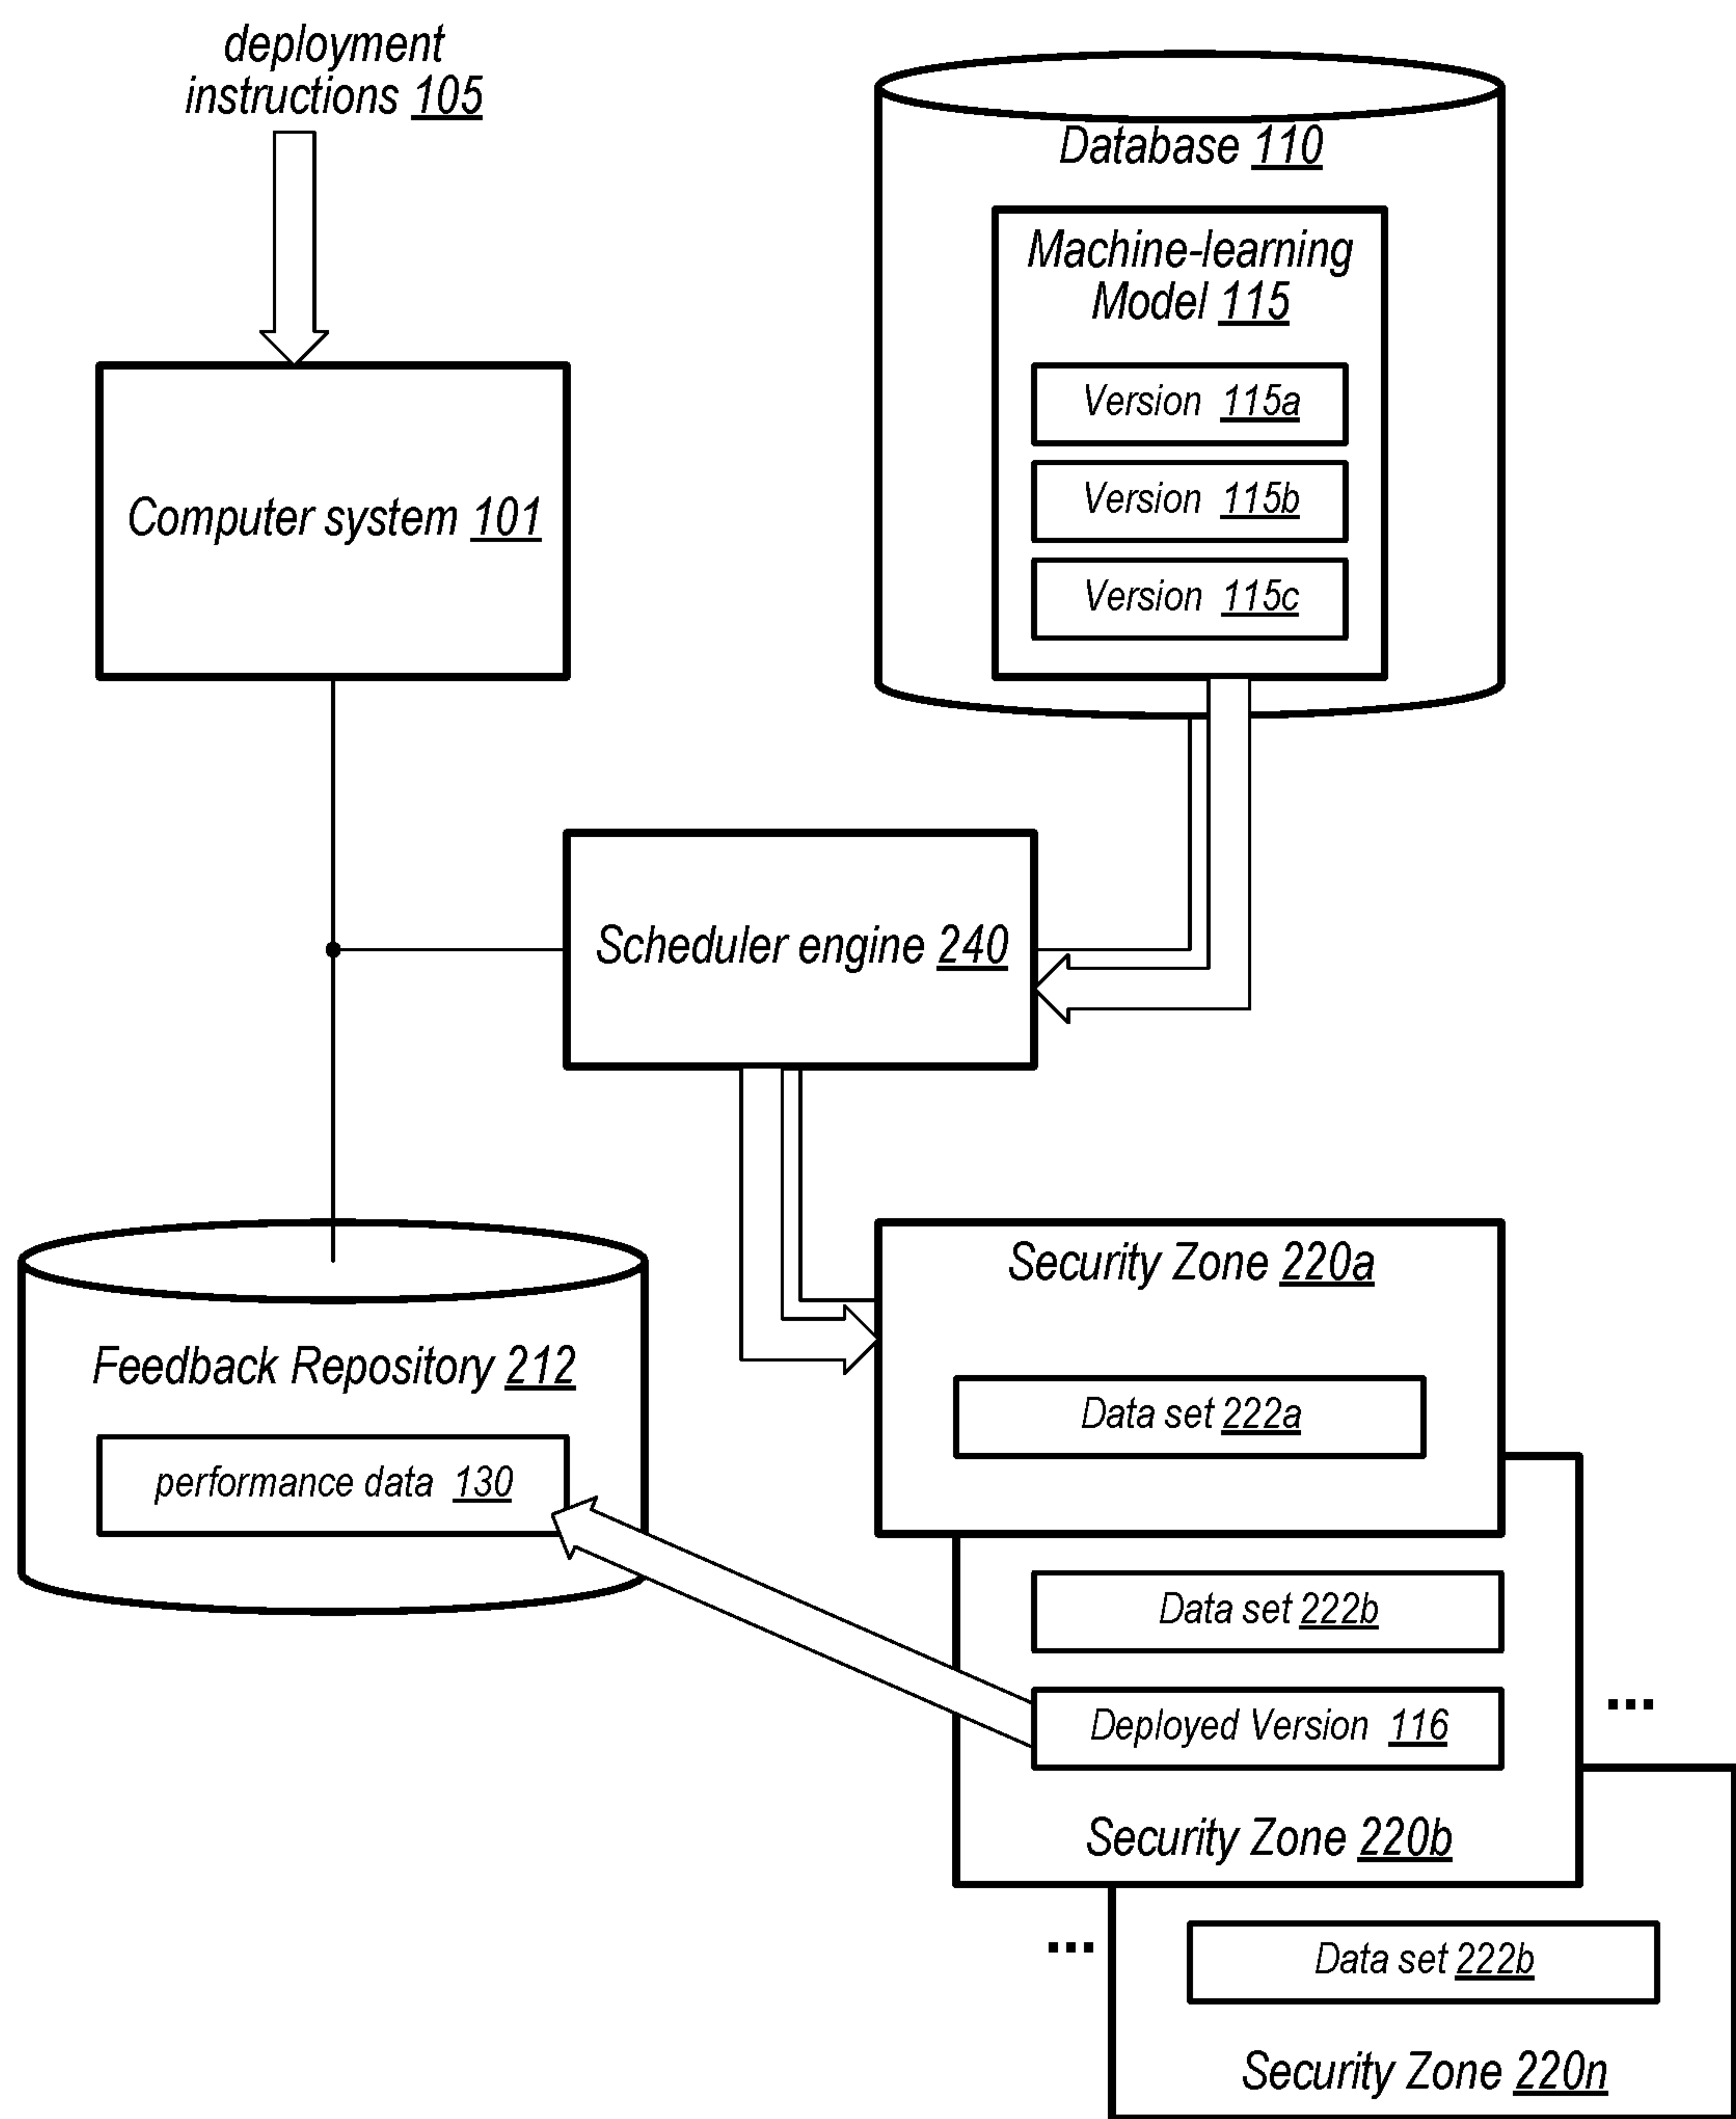 deployment
instructions 105
Database 110
Machine-learning
Model 115
Version 115a
Version 115b
Version 115c
Computer system 101
Scheduler engine 240
Security Zone 220a
Data set 222a
Feedback Repository 212
performance data 130
Data set 222b
Deployed Version 116
...
Security Zone 220b
...
Data set 222b
Security Zone 220n